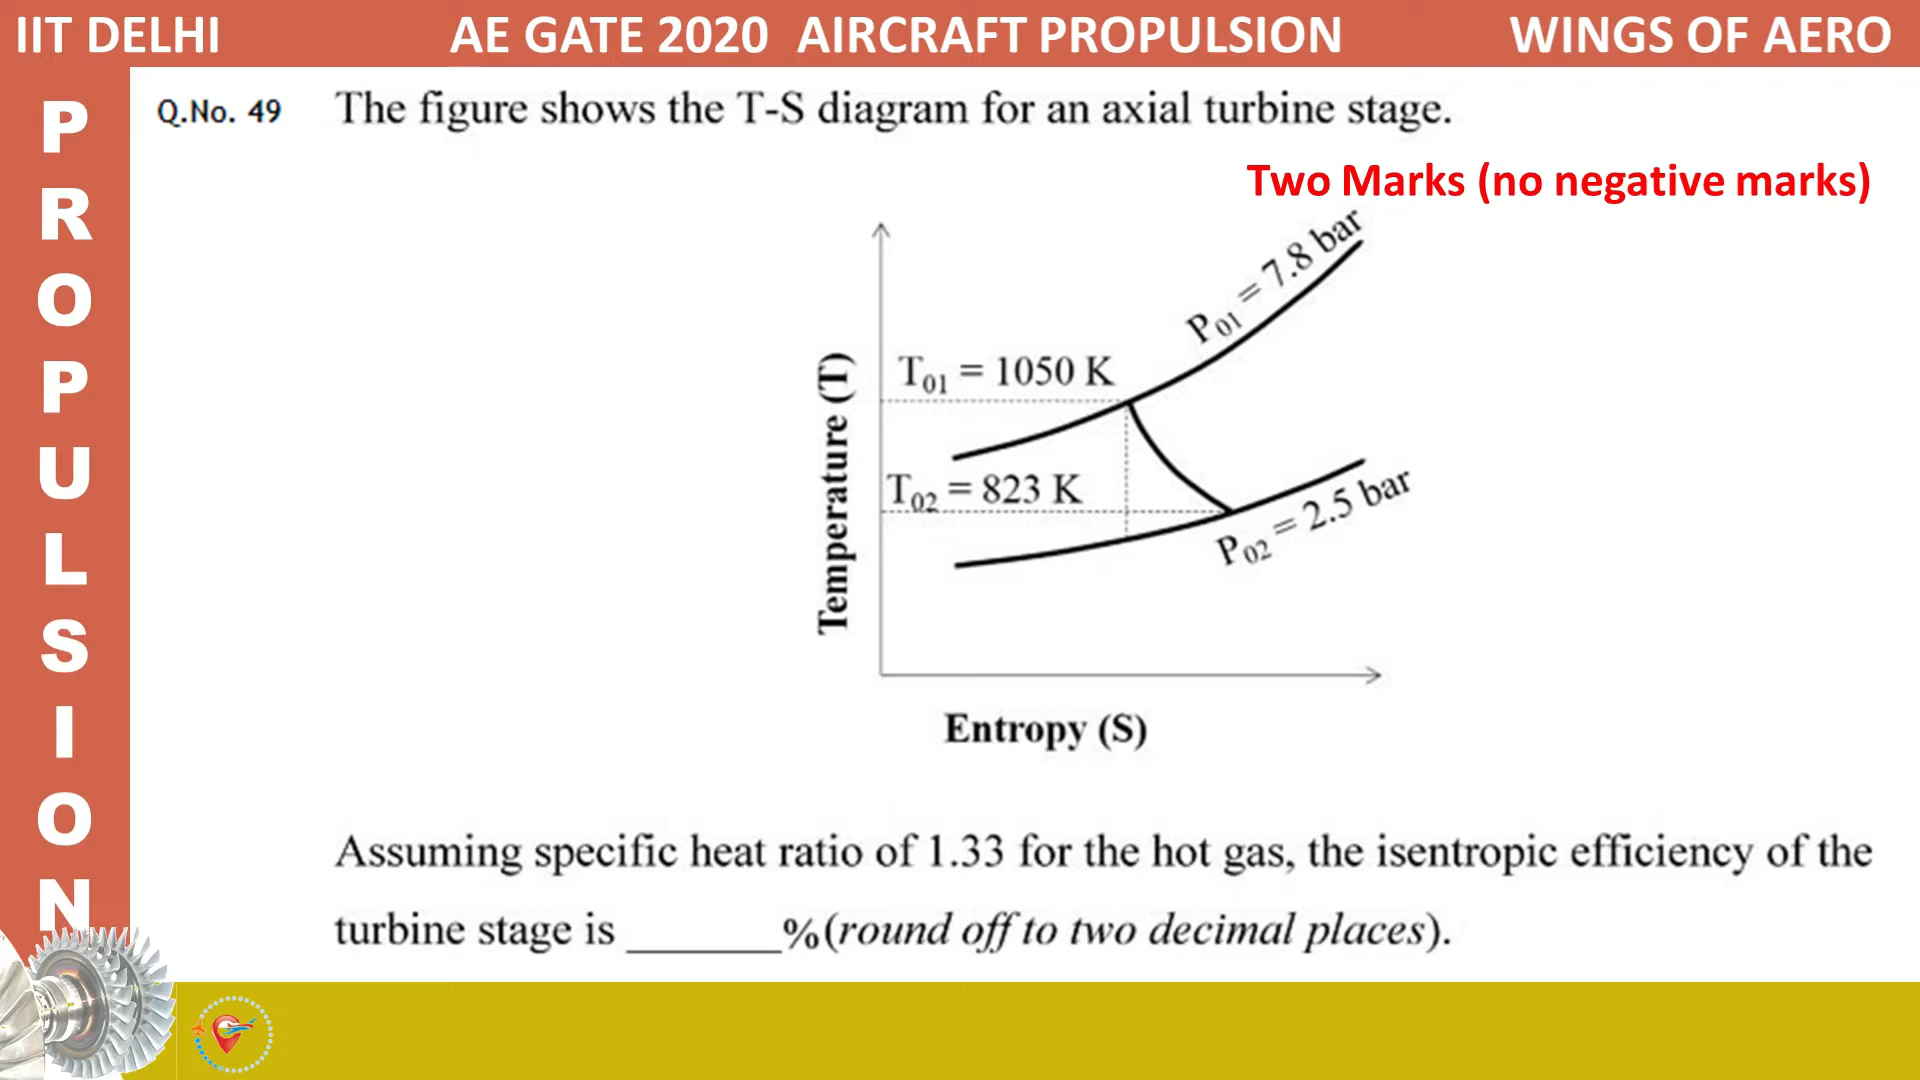 IIT DELHI AE GATE 2020 AIRCRAFT PROPULSION WINGS OF AERO
PROPULSION
Q.No. 49 The figure shows the T-S diagram for an axial turbine stage.
Two Marks (no negative marks)
P01 = 7.8 bar
T01 = 1050 K
Temperature (T)
T02 = 823 K
P02 = 2.5 bar
Entropy (S)
Assuming specific heat ratio of 1.33 for the hot gas, the isentropic efficiency of the
turbine stage is ________%(round off to two decimal places).